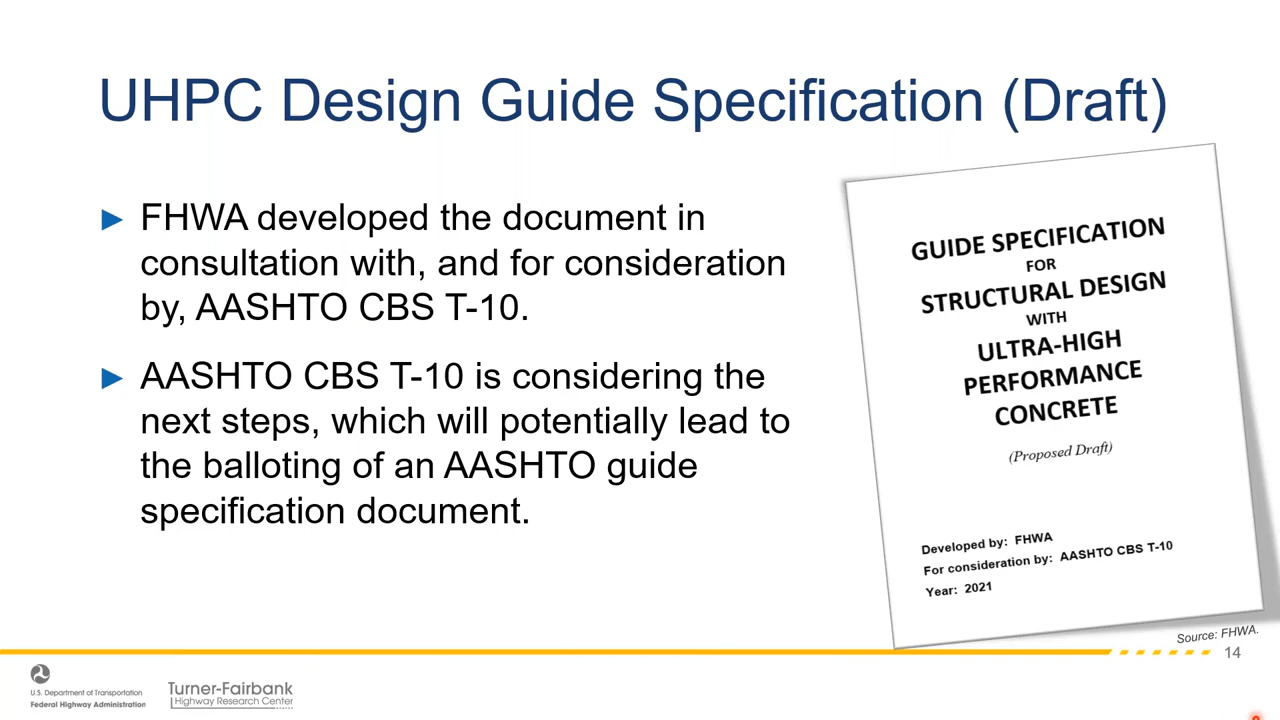 UHPC Design Guide Specification (Draft)
FHWA developed the document in
consultation with, and for consideration
by, AASHTO CBS T-10.
AASHTO CBS T-10 is considering the
next steps, which will potentially lead to
the balloting of an AASHTO guide
specification document.
GUIDE SPECIFICATION
FOR
STRUCTURAL DESIGN
WITH
ULTRA-HIGH
PERFORMANCE
CONCRETE
(Proposed Draft)
Developed by: FHWA
For consideration by: AASHTO CBS T-10
Year: 2021
Source: FHWA.
14
U.S. Department of Transportation
Federal Highway Administration
Turner-Fairbank
Highway Research Center